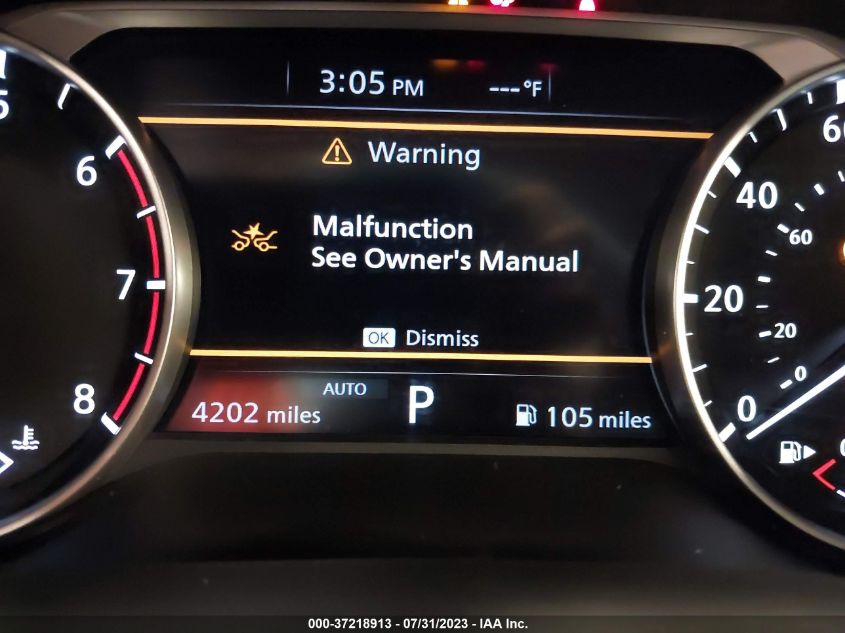 3:05 PM ---°F
Warning
Malfunction
See Owner's Manual
OK Dismiss
AUTO
4202 miles P 105 miles
5
6
7
8
60
40
60
20
20
0
0
000-37218913 - 07/31/2023 - IAA Inc.